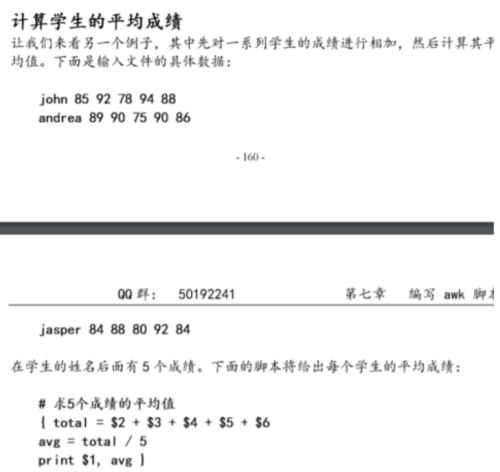 计算学生的平均成绩
让我们来看另一个例子，其中先对一系列学生的成绩进行相加，然后计算其平
均值。下面是输入文件的具体数据：
john 85 92 78 94 88
andrea 89 90 75 90 86
- 160 -
QQ 群： 50192241 第七章 编写 awk 脚本
jasper 84 88 80 92 84
在学生的姓名后面有 5 个成绩。下面的脚本将给出每个学生的平均成绩：
# 求5个成绩的平均值
{ total = $2 + $3 + $4 + $5 + $6
avg = total / 5
print $1, avg }